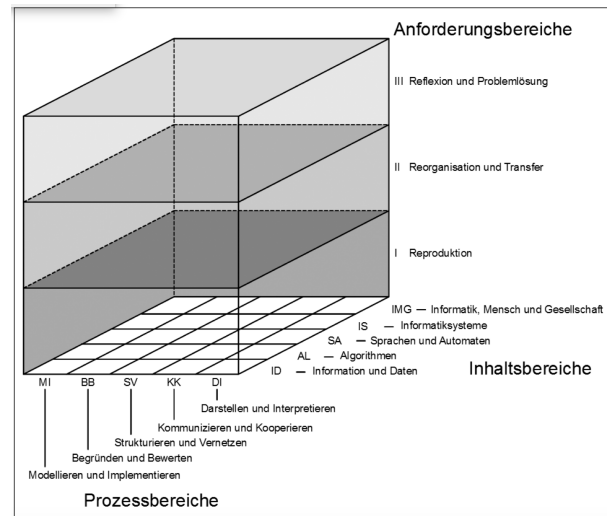 Anforderungsbereiche
III Reflexion und Problemlösung
II Reorganisation und Transfer
I Reproduktion
IMG — Informatik, Mensch und Gesellschaft
IS — Informatiksysteme
SA — Sprachen und Automaten
AL — Algorithmen
ID — Information und Daten
Inhaltsbereiche
MI BB SV KK DI
Darstellen und Interpretieren
Kommunizieren und Kooperieren
Strukturieren und Vernetzen
Begründen und Bewerten
Modellieren und Implementieren
Prozessbereiche